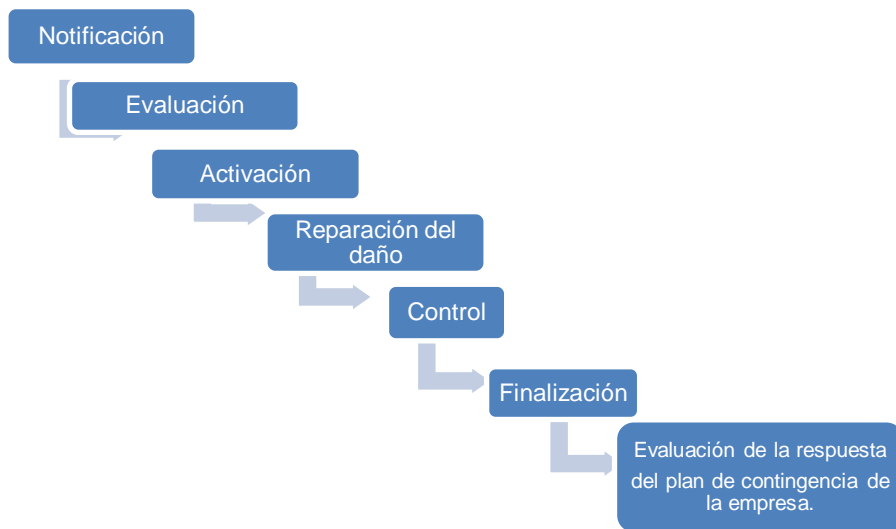 Notificación
Evaluación
Activación
Reparación del
daño
Control
Finalización
Evaluación de la respuesta
del plan de contingencia de
la empresa.